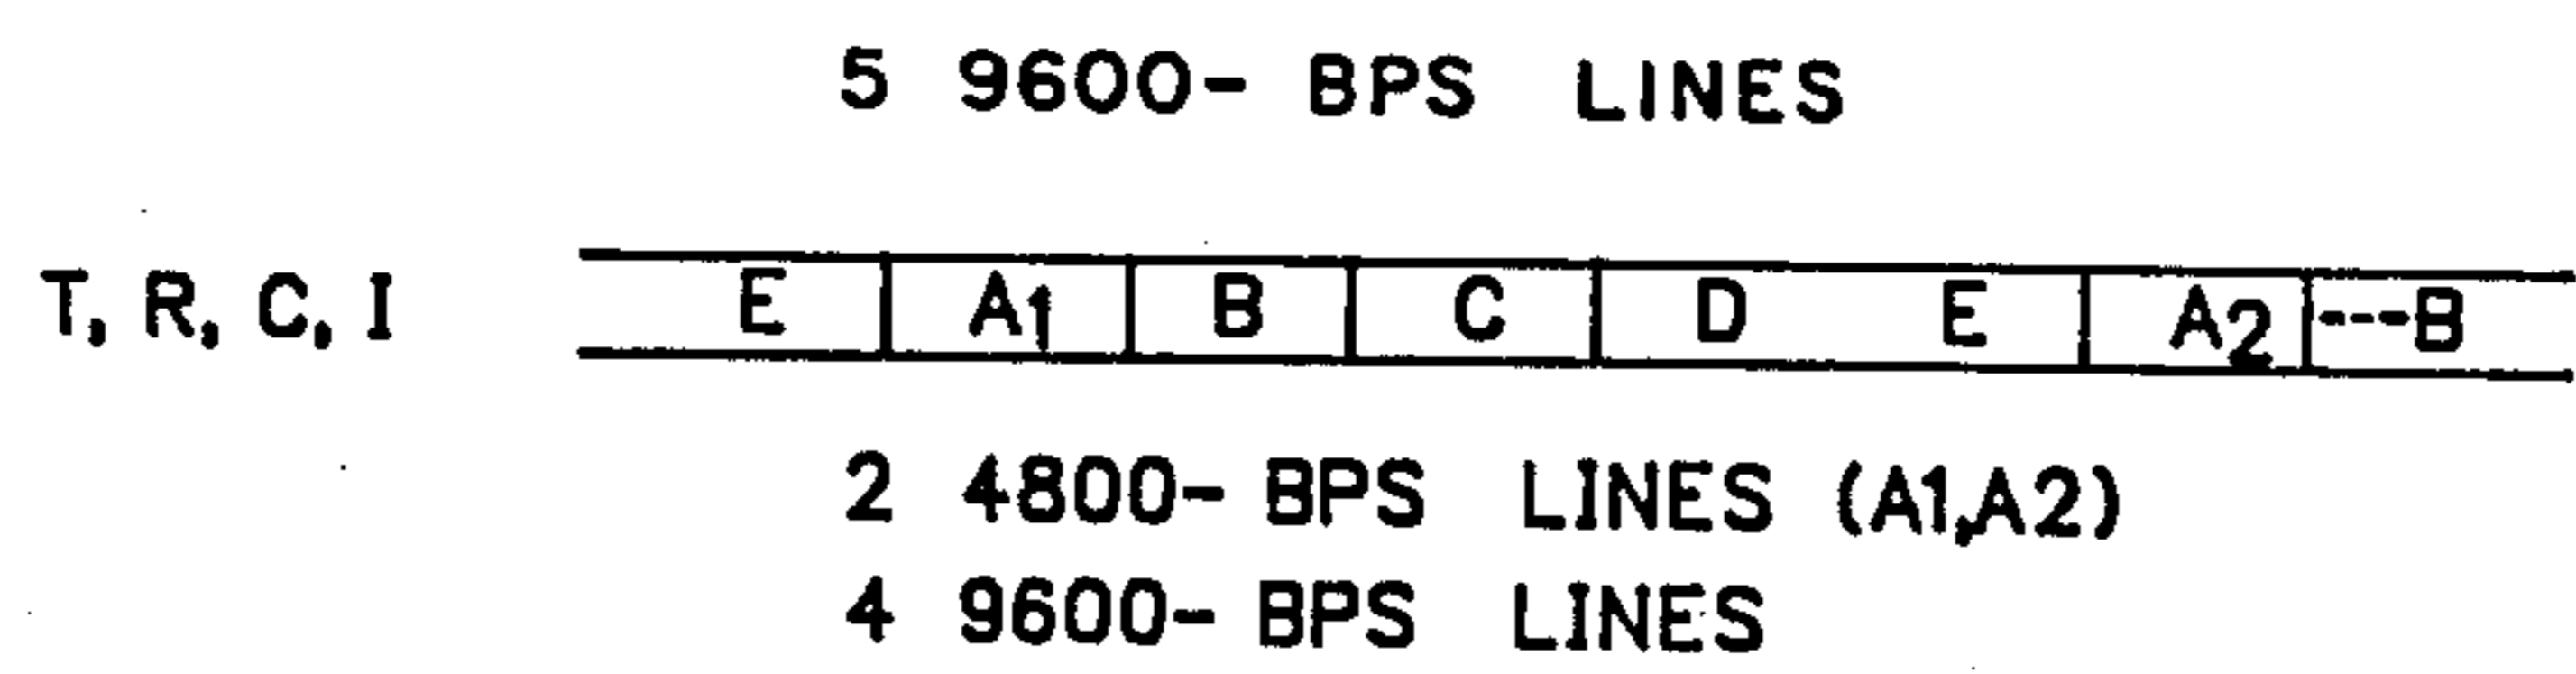 5 9600- BPS LINES
T, R, C, I E A1 B C D E A2 ---B
2 4800- BPS LINES (A1,A2)
4 9600- BPS LINES